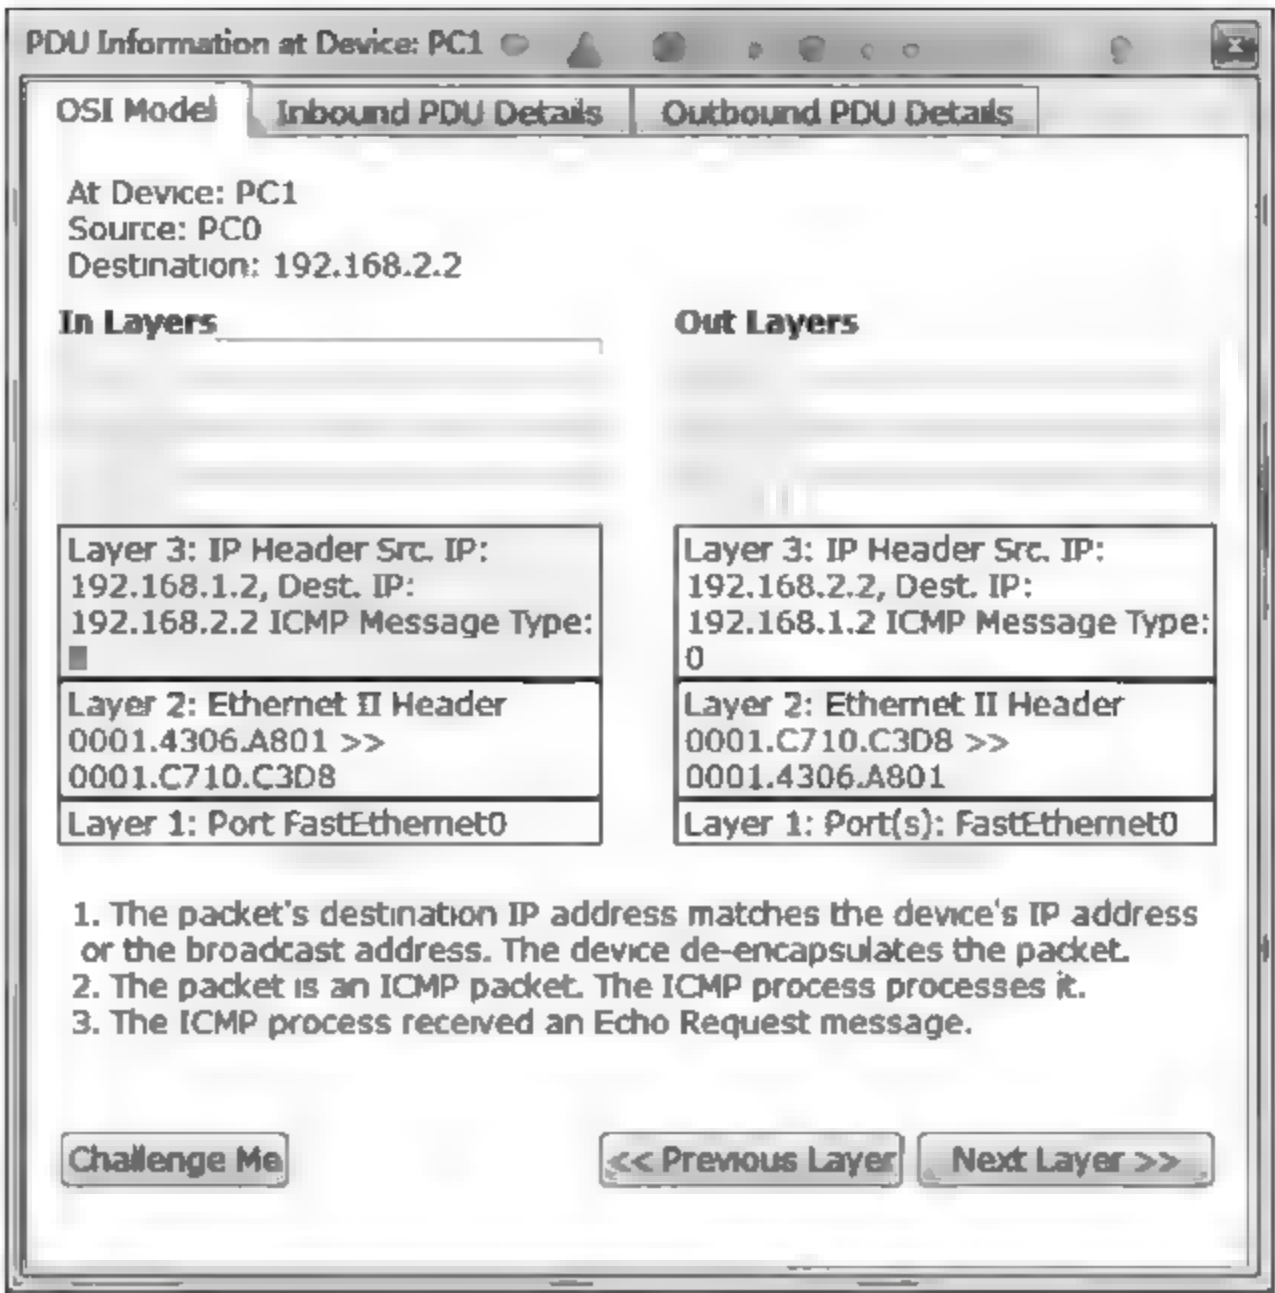 PDU Information at Device: PC1
OSI Model
Inbound PDU Details
Outbound PDU Details
At Device: PC1
Source: PC0
Destination: 192.168.2.2
In Layers
Layer 3: IP Header Src. IP:
192.168.1.2, Dest. IP:
192.168.2.2 ICMP Message Type:
Layer 2: Ethernet II Header
0001.4306.A801 >>
0001.C710.C3D8
Layer 1: Port FastEthernet0
Out Layers
Layer 3: IP Header Src. IP:
192.168.2.2, Dest. IP:
192.168.1.2 ICMP Message Type:
0
Layer 2: Ethernet II Header
0001.C710.C3D8 >>
0001.4306.A801
Layer 1: Port(s): FastEthernet0
1. The packet's destination IP address matches the device's IP address
or the broadcast address. The device de-encapsulates the packet.
2. The packet is an ICMP packet. The ICMP process processes it.
3. The ICMP process received an Echo Request message.
Challenge Me
<< Previous Layer
Next Layer >>